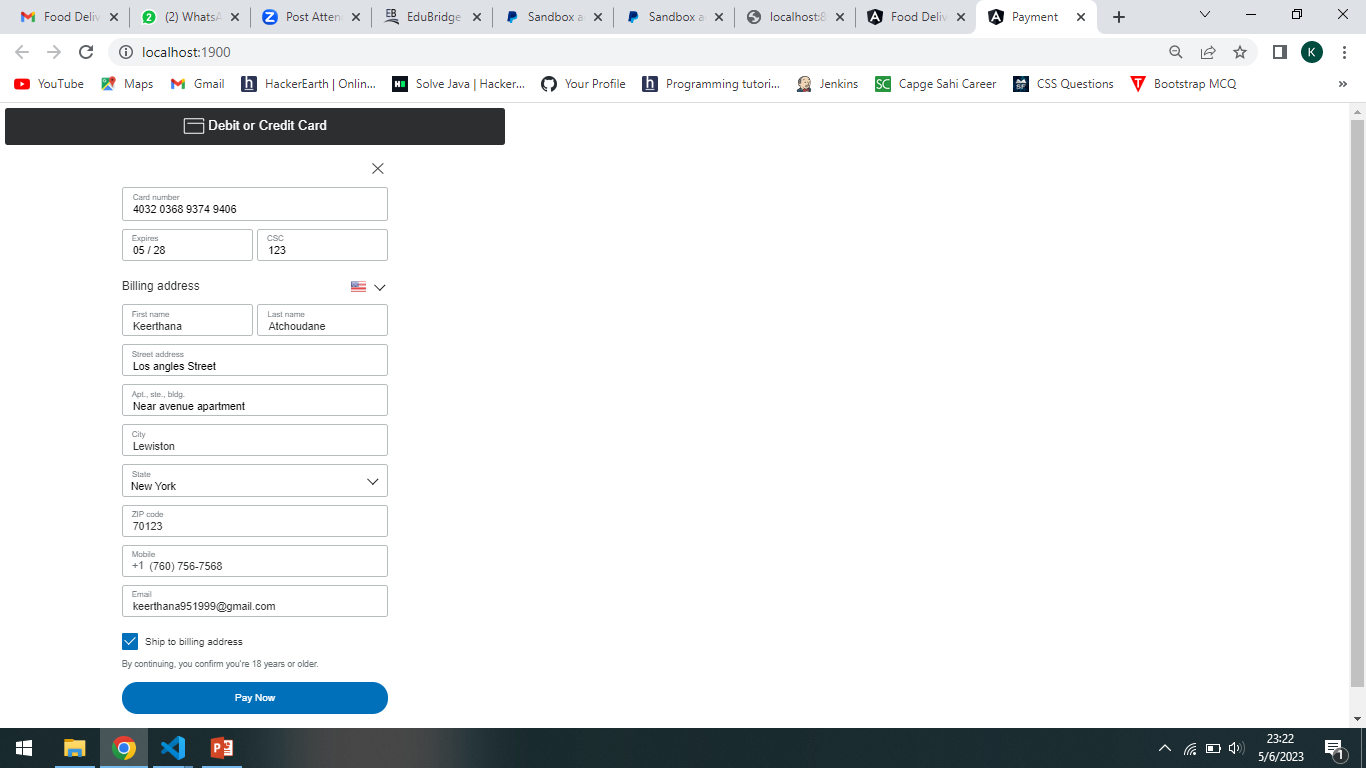 Food Deliv
(2) WhatsA
Post Atten
EduBridge
Sandbox a
Sandbox a
localhost:8
Food Deliv
Payment
localhost:1900
K
YouTube
Maps
Gmail
HackerEarth | Onlin...
Solve Java | Hacker...
Your Profile
Programming tutori...
Jenkins
Capge Sahi Career
CSS Questions
Bootstrap MCQ
»
Debit or Credit Card
Card number
4032 0368 9374 9406
Expires
05 / 28
CSC
123
Billing address
First name
Keerthana
Last name
Atchoudane
Street address
Los angles Street
Apt., ste., bldg.
Near avenue apartment
City
Lewiston
State
New York
ZIP code
70123
Mobile
+1 (760) 756-7568
Email
keerthana951999@gmail.com
Ship to billing address
By continuing, you confirm you're 18 years or older.
Pay Now
23:22
5/6/2023
1